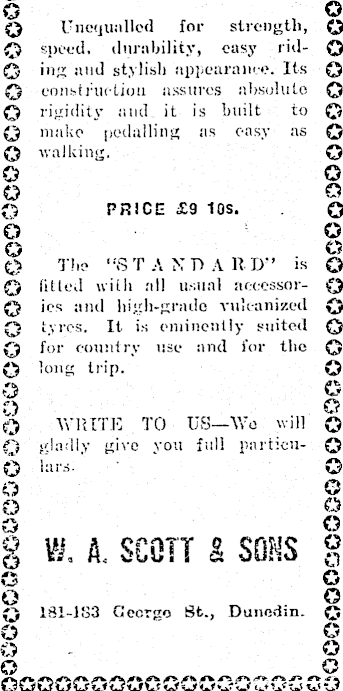 Unequalled for strength,
speed, durability, easy rid-
ing and stylish appearance. Its
construction assures absolute
rigidity and it is built to
make pedalling as easy as
walking.
PRICE £9 10s.
The "STANDARD" is
fitted with all usual accessor-
ies and high-grade vulcanized
tyres. It is eminently suited
for country use and for the
long trip.
WRITE TO US—We will
gladly give you full particu-
lars.
W. A. SCOTT & SONS
181-183 George St., Dunedin.